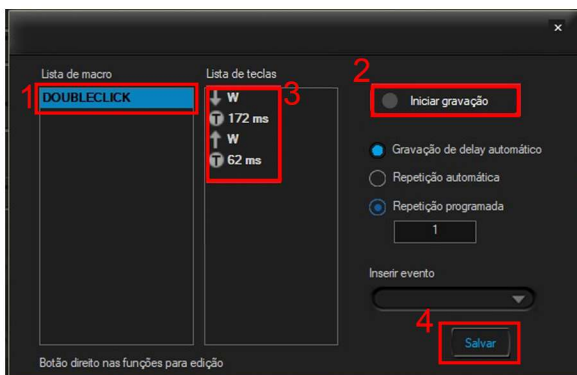 ×
Lista de macro
Lista de teclas
2
1
DOUBLECLICK
W
3
T 172 ms
W
T 62 ms
Iniciar gravação
Gravação de delay automático
Repetição automática
Repetição programada
1
Inserir evento
4
Salvar
Botão direito nas funções para edição